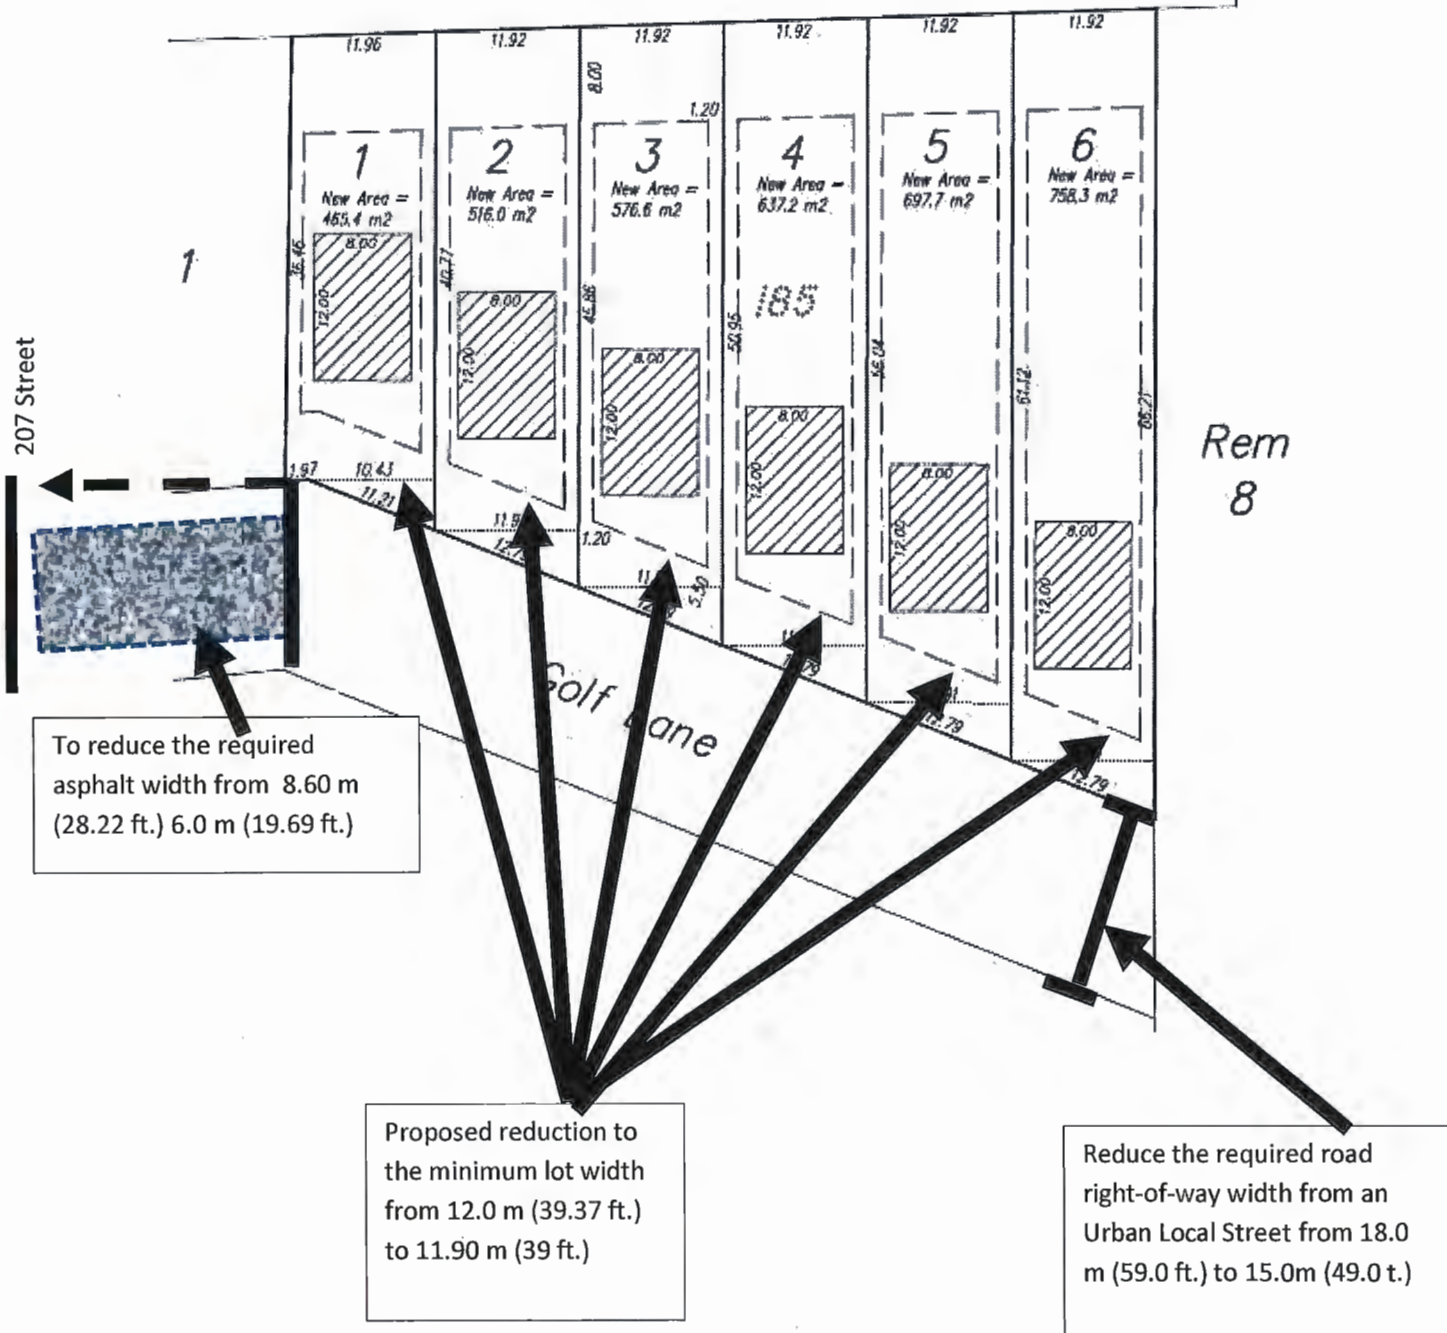 11.96 11.92 11.92 11.92 11.92 11.92
8.00
1.20
1
New Area =
465.4 m2
2
New Area =
516.0 m2
3
New Area =
576.6 m2
4
New Area =
637.2 m2
5
New Area =
697.7 m2
6
New Area =
758.3 m2
1
36.46
8.00
12.00
40.77
8.00
12.00
45.86
8.00
12.00
185
50.95
8.00
12.00
56.04
8.00
12.00
61.12
8.00
12.00
66.21
Rem
8
207 Street
1.97
10.43
11.21
1.20
5.50
12.79
12.79
Golf Lane
To reduce the required
asphalt width from 8.60 m
(28.22 ft.) 6.0 m (19.69 ft.)
Proposed reduction to
the minimum lot width
from 12.0 m (39.37 ft.)
to 11.90 m (39 ft.)
Reduce the required road
right-of-way width from an
Urban Local Street from 18.0
m (59.0 ft.) to 15.0m (49.0 t.)